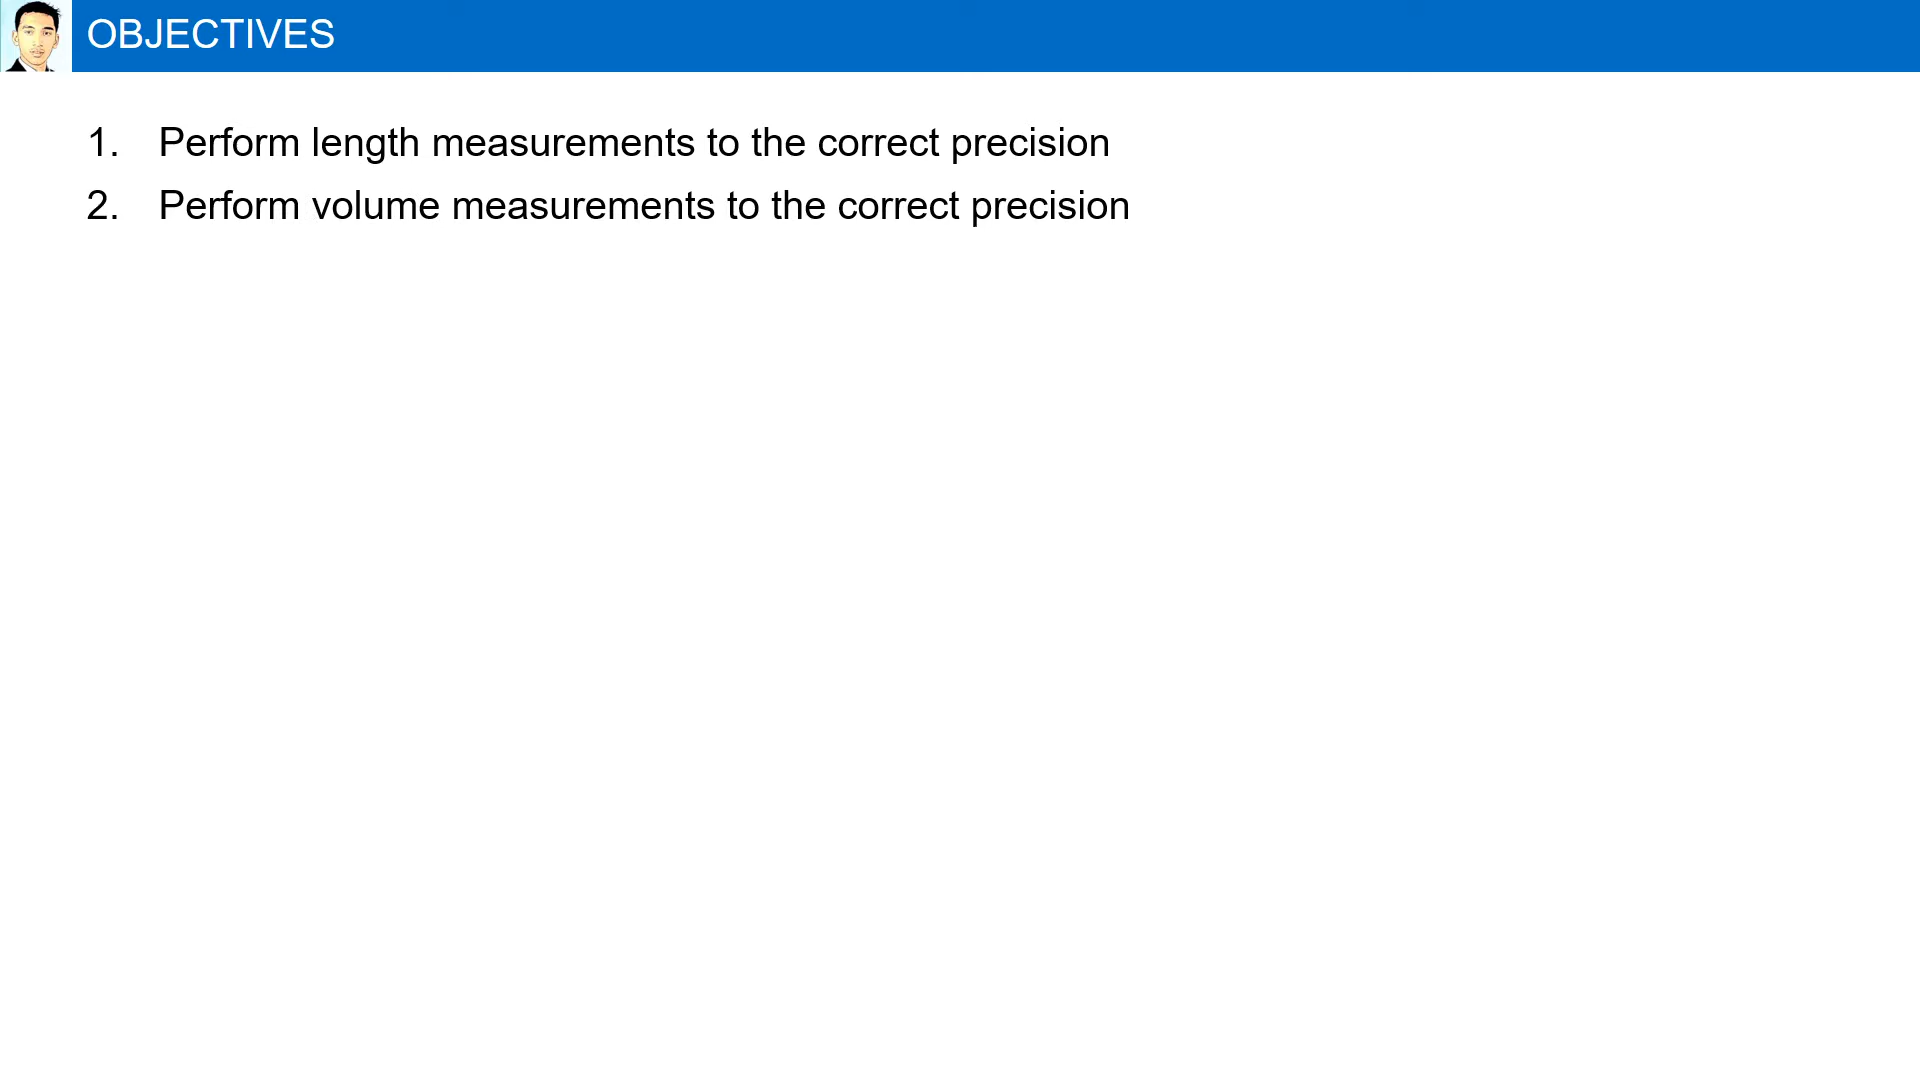 OBJECTIVES
1. Perform length measurements to the correct precision
2. Perform volume measurements to the correct precision